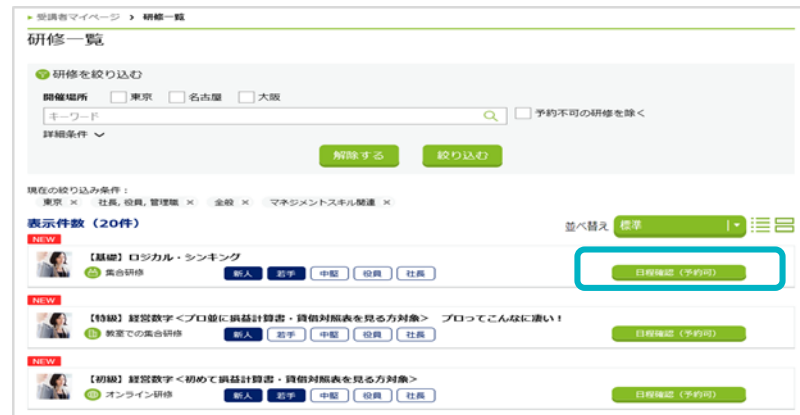 受講者マイページ > 研修一覧
研修一覧
研修を絞り込む
開催場所 東京 名古屋 大阪
キーワード 予約不可の研修を除く
詳細条件
解除する 絞り込む
現在の絞り込み条件：
東京 × 社長, 役員, 管理職 × 全般 × マネジメントスキル関連 ×
表示件数（20件） 並べ替え 標準
NEW
【基礎】ロジカル・シンキング
集合研修 新人 若手 中堅 役員 社長 日程確認（予約可）
NEW
【特級】経営数字＜プロ並に損益計算書・貸借対照表を見る方対象＞ プロってこんなに凄い！
教室での集合研修 新人 若手 中堅 役員 社長 日程確認（予約可）
NEW
【初級】経営数字＜初めて損益計算書・貸借対照表を見る方対象＞
オンライン研修 新人 若手 中堅 役員 社長 日程確認（予約可）